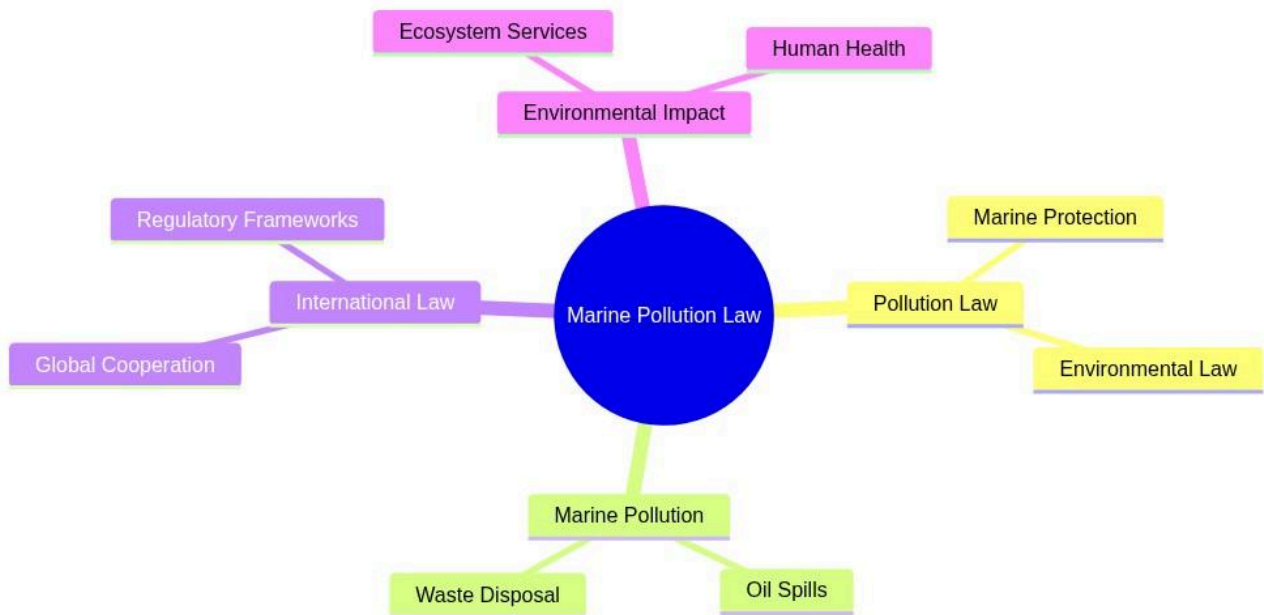 Ecosystem Services
Human Health
Environmental Impact
Regulatory Frameworks
Marine Protection
International Law
Marine Pollution Law
Pollution Law
Global Cooperation
Environmental Law
Marine Pollution
Waste Disposal
Oil Spills